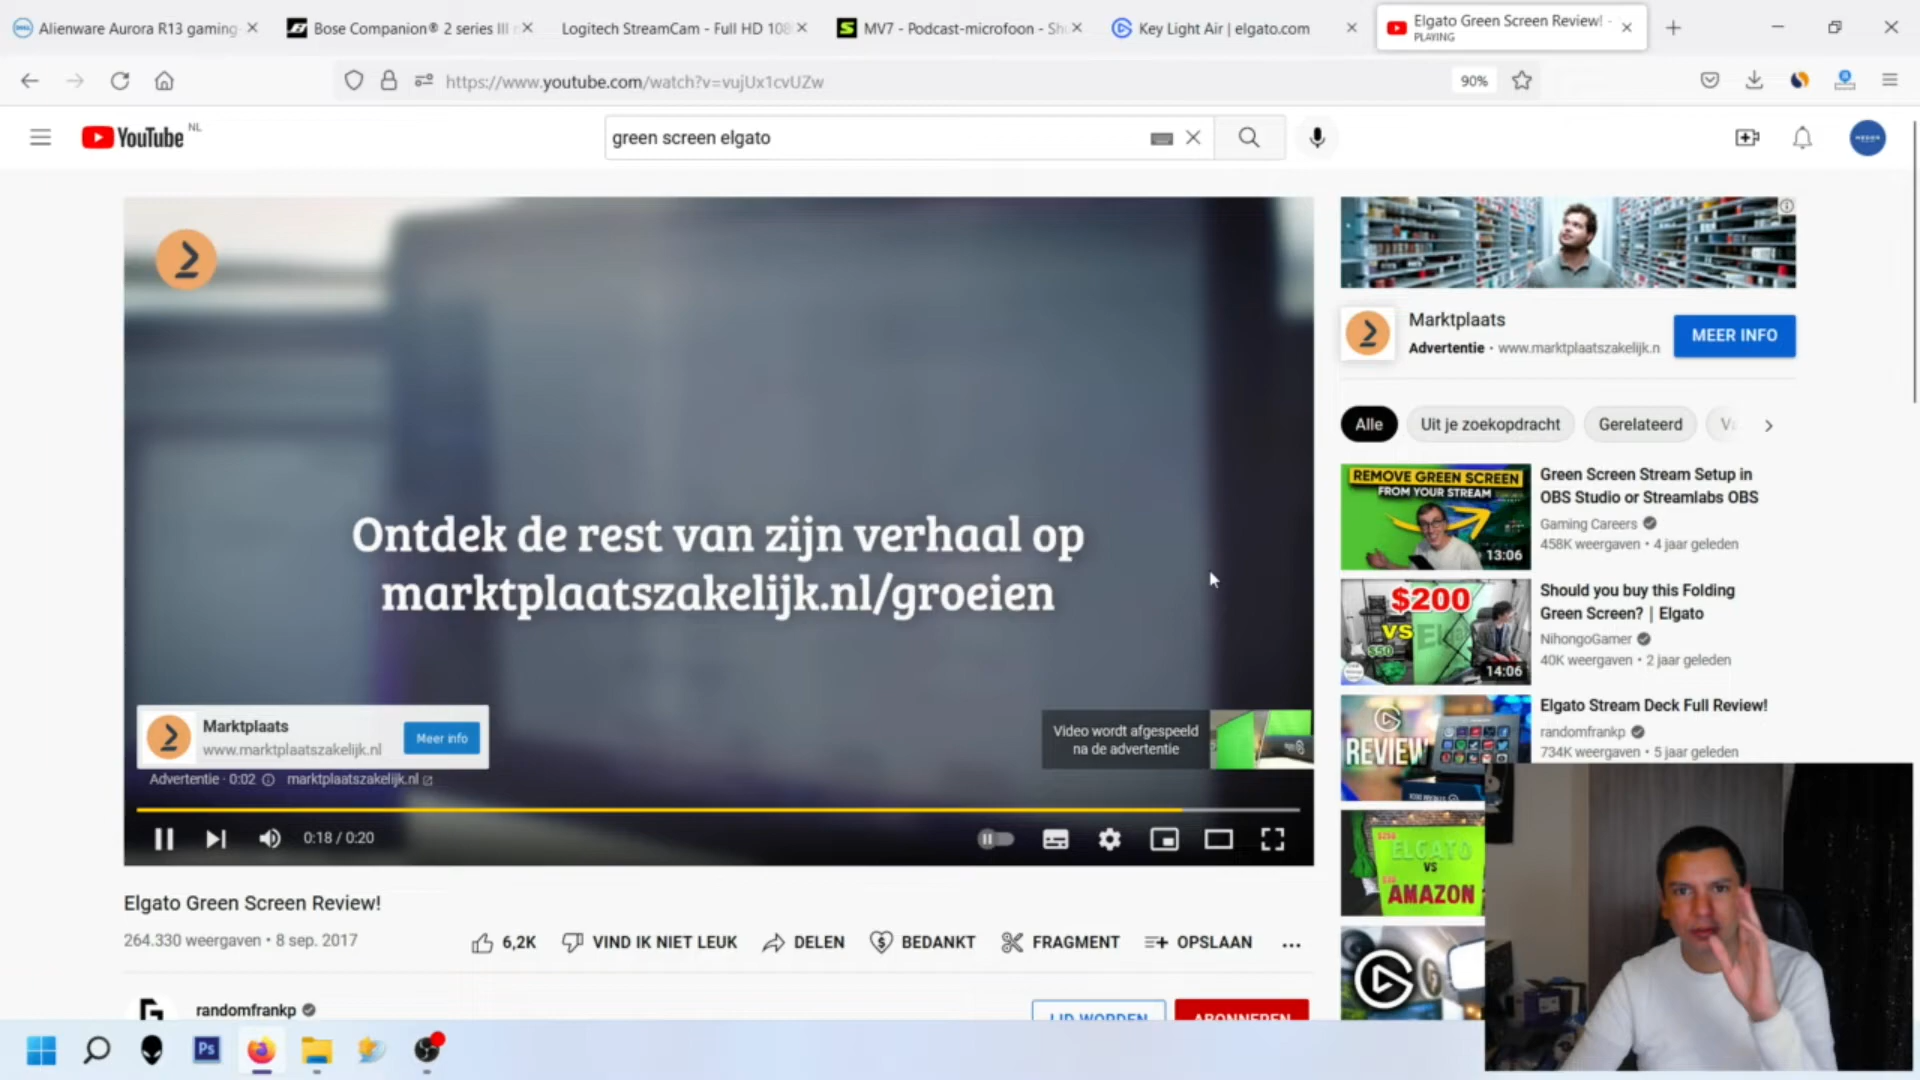 Alienware Aurora R13 gaming-
Bose Companion® 2 series III
Logitech StreamCam - Full HD 108
MV7 - Podcast-microfoon - Sh
Key Light Air | elgato.com
Elgato Green Screen Review! -
PLAYING
https://www.youtube.com/watch?v=vujUx1cvUZw
90%
YouTube NL
green screen elgato
Ontdek de rest van zijn verhaal op
marktplaatszakelijk.nl/groeien
Marktplaats
www.marktplaatszakelijk.nl
Meer info
Video wordt afgespeeld
na de advertentie
Advertentie · 0:02
marktplaatszakelijk.nl
0:18 / 0:20
Elgato Green Screen Review!
264.330 weergaven • 8 sep. 2017
6,2K
VIND IK NIET LEUK
DELEN
BEDANKT
FRAGMENT
OPSLAAN
randomfrankp
LID WORDEN
ABONNEREN
Marktplaats
Advertentie · www.marktplaatszakelijk.n
MEER INFO
Alle
Uit je zoekopdracht
Gerelateerd
REMOVE GREEN SCREEN
FROM YOUR STREAM
13:06
Green Screen Stream Setup in
OBS Studio or Streamlabs OBS
Gaming Careers
458K weergaven • 4 jaar geleden
$200
VS
$50
14:06
Should you buy this Folding
Green Screen? | Elgato
NihongoGamer
40K weergaven • 2 jaar geleden
REVIEW
Elgato Stream Deck Full Review!
randomfrankp
734K weergaven • 5 jaar geleden
ELGATO
VS
AMAZON
Ps